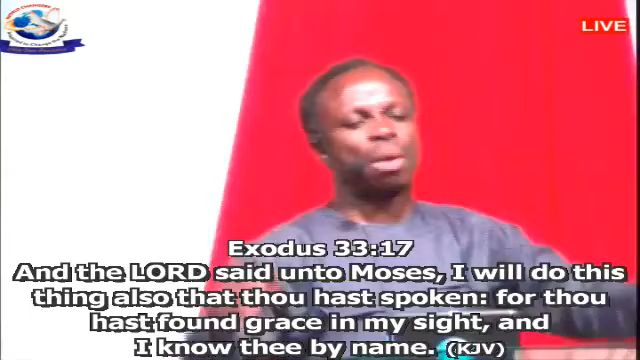 LIVE
Exodus 33:17
And the LORD said unto Moses, I will do this
thing also that thou hast spoken: for thou
hast found grace in my sight, and
I know thee by name. (KJV)